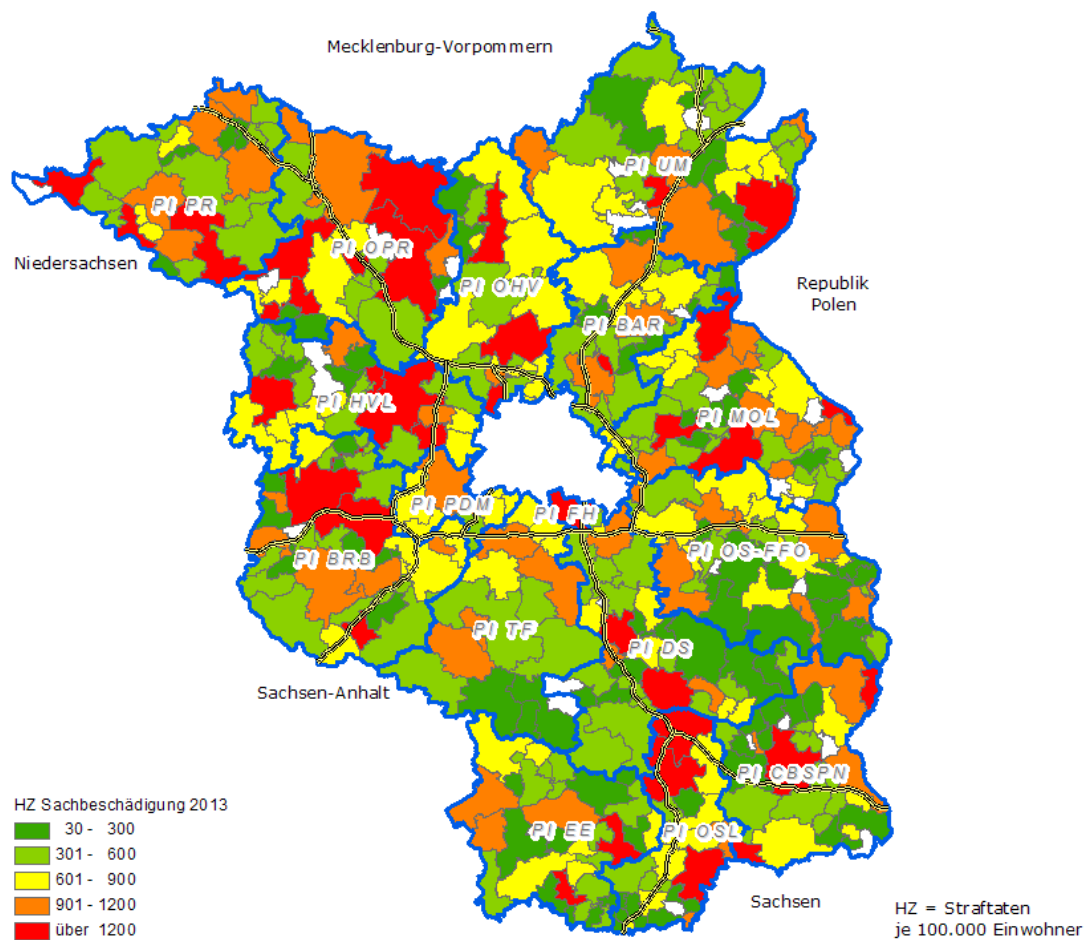 Mecklenburg-Vorpommern
PI UM
PI PR
PI OPR
Niedersachsen
PI OHV
Republik
Polen
PI BAR
PI HVL
PI MOL
PI PDM
PI FH
PI BRB
PI OS-FFO
PI TF
PI DS
Sachsen-Anhalt
PI CBSPN
HZ Sachbeschädigung 2013
30 - 300
301 - 600
601 - 900
901 - 1200
über 1200
PI EE
PI OSL
Sachsen
HZ = Straftaten
je 100.000 Einwohner